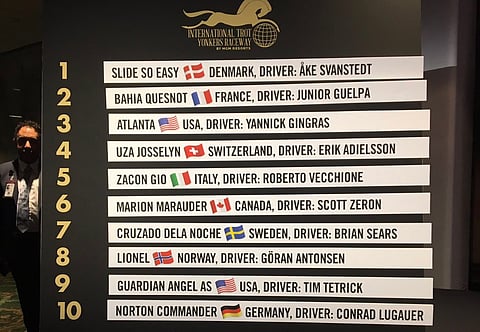 INTERNATIONAL TROT
YONKERS RACEWAY
BY MGM RESORTS
1 SLIDE SO EASY DENMARK, DRIVER: ÅKE SVANSTEDT
2 BAHIA QUESNOT FRANCE, DRIVER: JUNIOR GUELPA
3 ATLANTA USA, DRIVER: YANNICK GINGRAS
4 UZA JOSSELYN SWITZERLAND, DRIVER: ERIK ADIELSSON
5 ZACON GIO ITALY, DRIVER: ROBERTO VECCHIONE
6 MARION MARAUDER CANADA, DRIVER: SCOTT ZERON
7 CRUZADO DELA NOCHE SWEDEN, DRIVER: BRIAN SEARS
8 LIONEL NORWAY, DRIVER: GÖRAN ANTONSEN
9 GUARDIAN ANGEL AS USA, DRIVER: TIM TETRICK
10 NORTON COMMANDER GERMANY, DRIVER: CONRAD LUGAUER